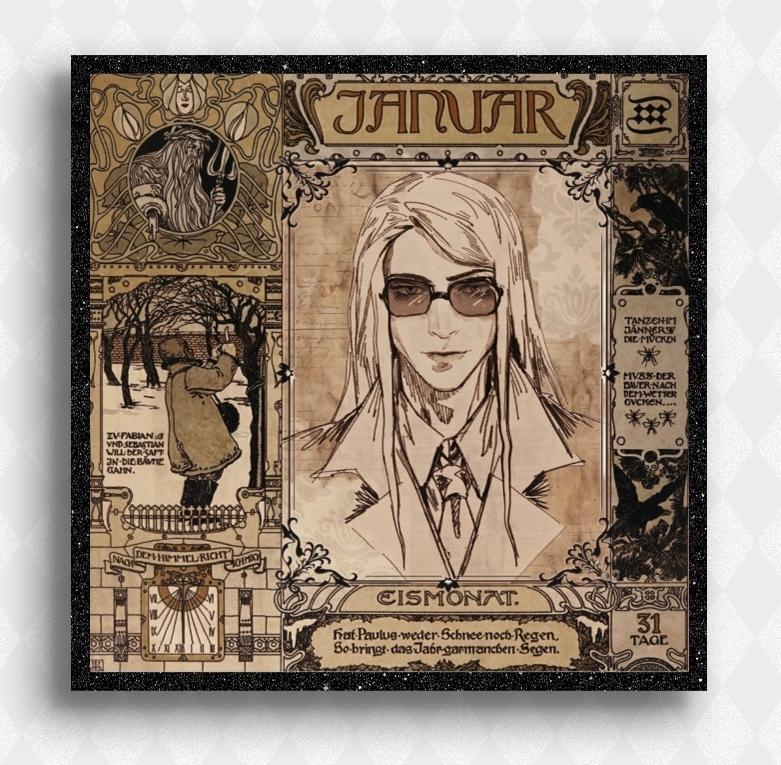 JANUAR
TANZEN·IM
JÄNNER
DIE·MVCKEN
MVSS·DER
BAVER·NACH
DEM·WETTER
GVCKEN....
ZV·FABIAN
VND·SEBASTIAN
WILL·DER·SAFT
IN·DIE·BÄVME
GAHN.
NACH DEM·HIMMEL·RICHT
EISMONAT.
Hat·Paulus·weder·Schnee·noch·Regen,
So·bringt·das·Jahr·gar·manchen·Segen.
31
TAGE